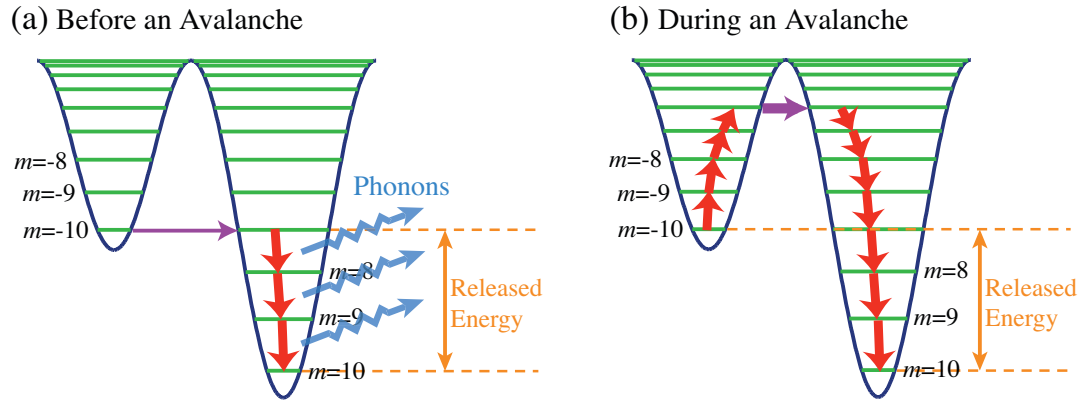 (a) Before an Avalanche
m=-8
m=-9
m=-10
Phonons
m=8
m=9
m=10
Released
Energy
(b) During an Avalanche
m=-8
m=-9
m=-10
m=8
m=9
m=10
Released
Energy